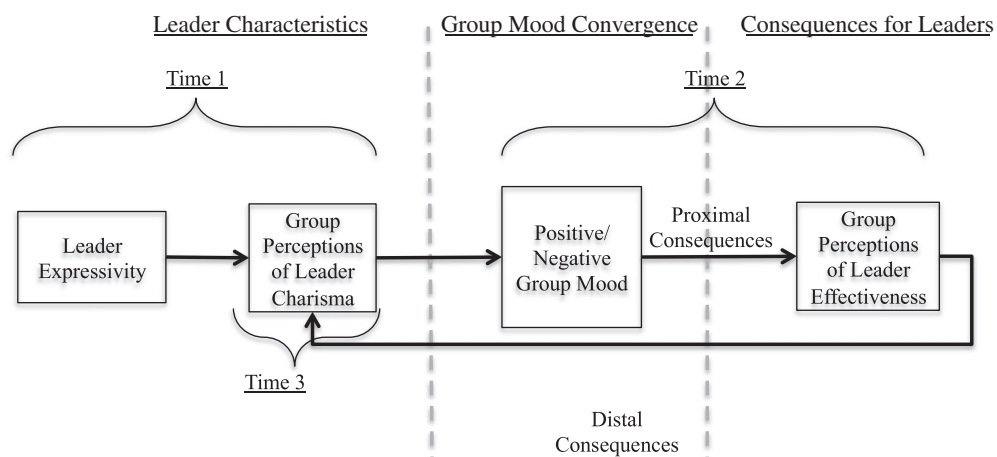 Leader Characteristics
Group Mood Convergence
Consequences for Leaders
Time 1
Time 2
Leader
Expressivity
Group
Perceptions
of Leader
Charisma
Positive/
Negative
Group Mood
Proximal
Consequences
Group
Perceptions
of Leader
Effectiveness
Time 3
Distal
Consequences